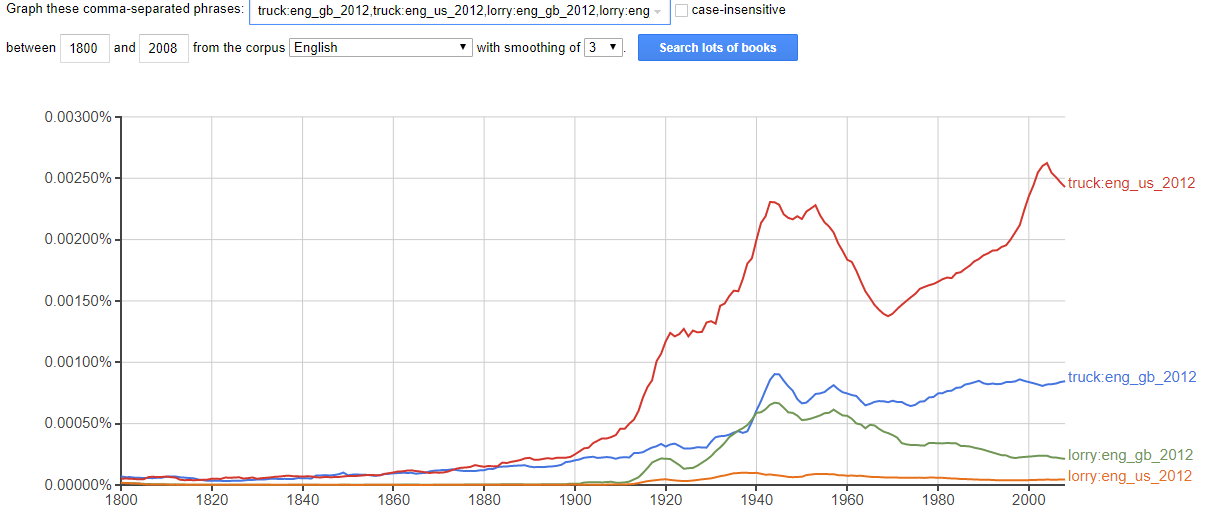 Graph these comma-separated phrases: truck:eng_gb_2012,truck:eng_us_2012,lorry:eng_gb_2012,lorry:eng case-insensitive
between 1800 and 2008 from the corpus English with smoothing of 3 . Search lots of books
0.00300%
0.00250%
truck:eng_us_2012
0.00200%
0.00150%
0.00100%
truck:eng_gb_2012
0.00050%
lorry:eng_gb_2012
lorry:eng_us_2012
0.00000%
1800 1820 1840 1860 1880 1900 1920 1940 1960 1980 2000